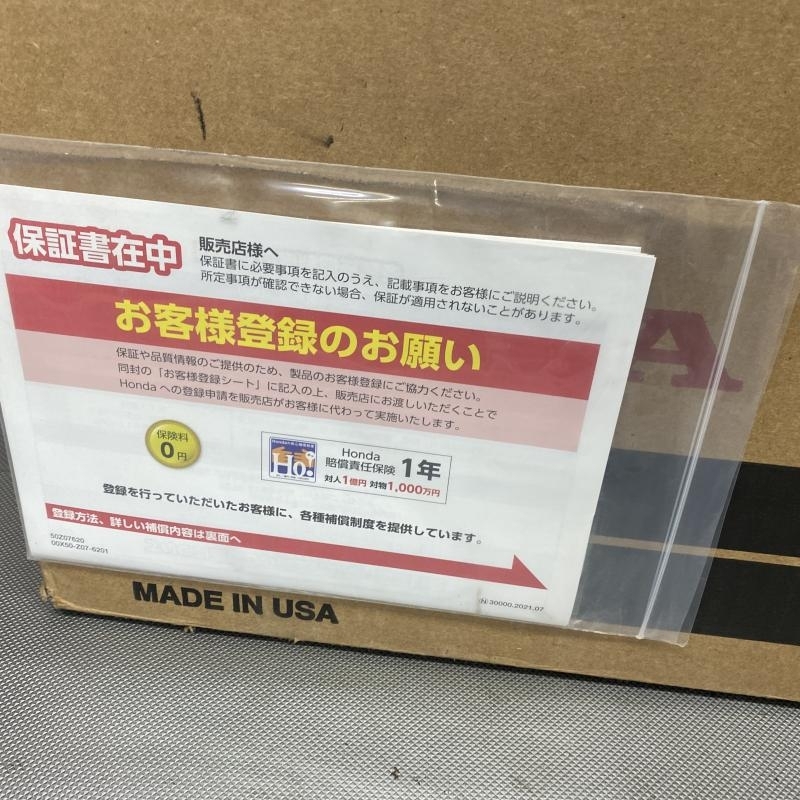 保証書在中
販売店様へ
保証書に必要事項を記入のうえ、記載事項をお客様にご説明ください。
所定事項が確認できない場合、保証が適用されないことがあります。
お客様登録のお願い
保証や品質情報のご提供のため、製品のお客様登録にご協力ください。
同封の「お客様登録シート」に記入の上、販売店にお渡しいただくことで
Hondaへの登録申請を販売店がお客様に代わって実施いたします。
保険料
0円
Ho!
Honda
賠償責任保険 1年
対人1億円 対物1,000万円
登録を行っていただいたお客様に、各種補償制度を提供しています。
登録方法、詳しい補償内容は裏面へ
50Z07620
00X50-Z07-6201
Ⓝ30000.2021.07
MADE IN USA